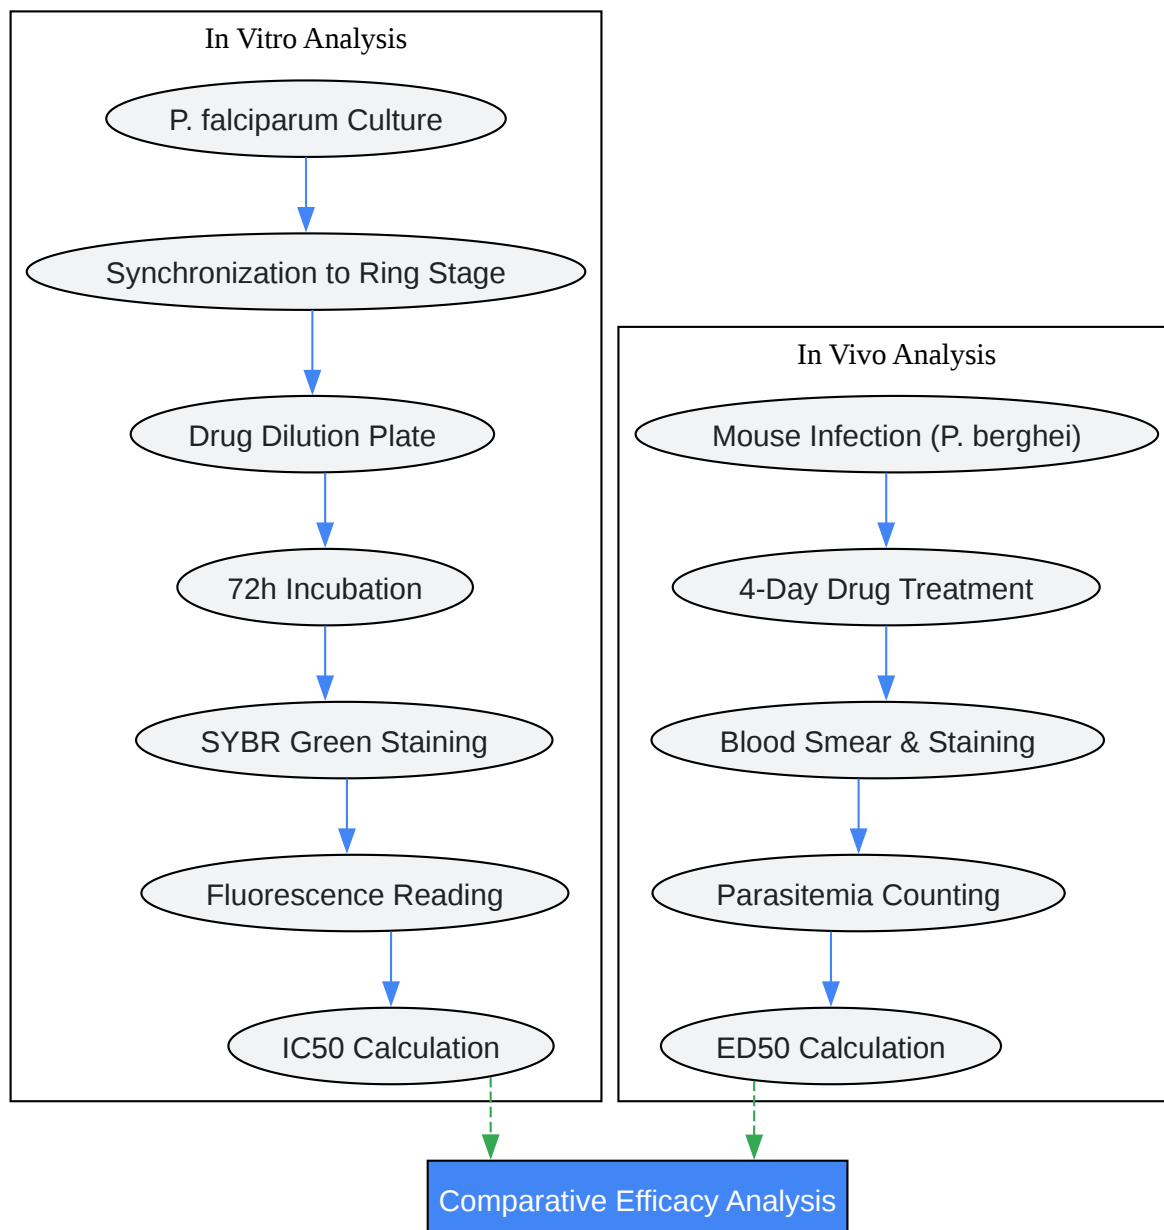 In Vitro Analysis
P. falciparum Culture
Synchronization to Ring Stage
Drug Dilution Plate
72h Incubation
SYBR Green Staining
Fluorescence Reading
IC50 Calculation
In Vivo Analysis
Mouse Infection (P. berghei)
4-Day Drug Treatment
Blood Smear & Staining
Parasitemia Counting
ED50 Calculation
Comparative Efficacy Analysis